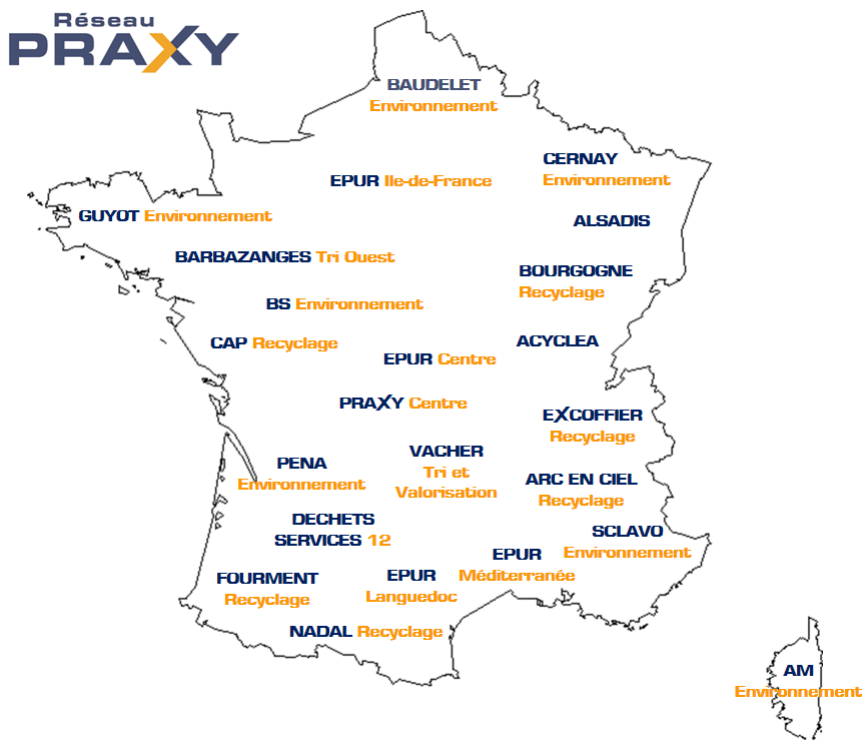 Réseau
PRAXY
BAUDELET
Environnement
CERNAY
Environnement
EPUR Ile-de-France
GUYOT Environnement
ALSADIS
BARBAZANGES Tri Ouest
BOURGOGNE
Recyclage
BS Environnement
CAP Recyclage
ACYCLEA
EPUR Centre
PRAXY Centre
EXCOFFIER
Recyclage
VACHER
Tri et
Valorisation
PENA
Environnement
ARC EN CIEL
Recyclage
DECHETS
SERVICES 12
SCLAVO
Environnement
EPUR
Méditerranée
FOURMENT
Recyclage
EPUR
Languedoc
NADAL Recyclage
AM
Environnement